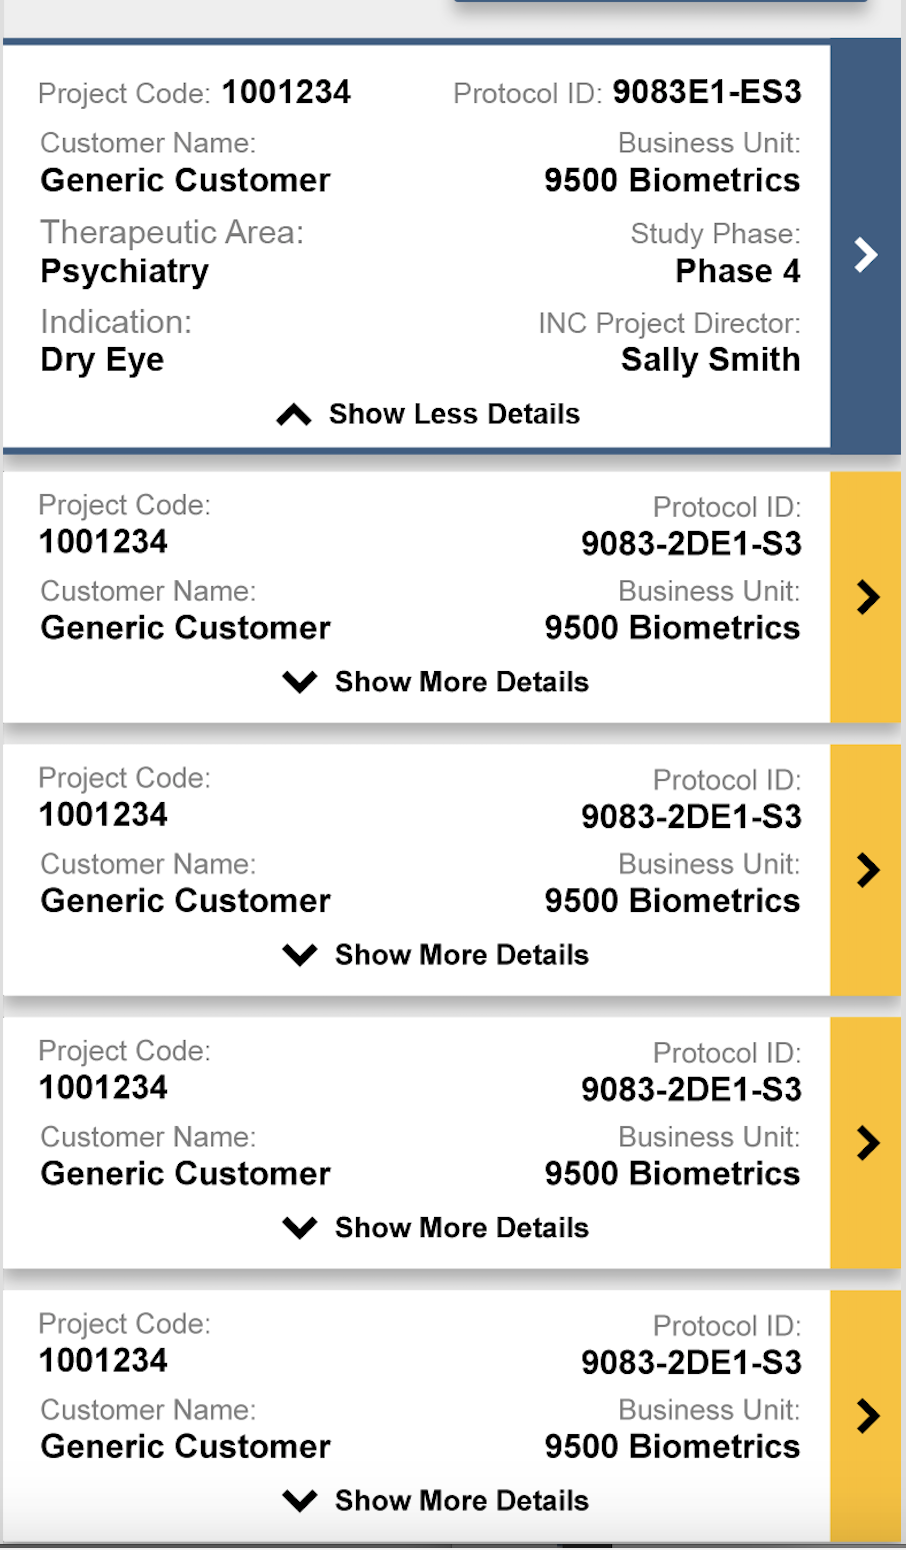 Project Code: 1001234 Protocol ID: 9083E1-ES3
Customer Name: Business Unit:
Generic Customer 9500 Biometrics
Therapeutic Area: Study Phase:
Psychiatry Phase 4
Indication: INC Project Director:
Dry Eye Sally Smith
Show Less Details
Project Code: Protocol ID:
1001234 9083-2DE1-S3
Customer Name: Business Unit:
Generic Customer 9500 Biometrics
Show More Details
Project Code: Protocol ID:
1001234 9083-2DE1-S3
Customer Name: Business Unit:
Generic Customer 9500 Biometrics
Show More Details
Project Code: Protocol ID:
1001234 9083-2DE1-S3
Customer Name: Business Unit:
Generic Customer 9500 Biometrics
Show More Details
Project Code: Protocol ID:
1001234 9083-2DE1-S3
Customer Name: Business Unit:
Generic Customer 9500 Biometrics
Show More Details